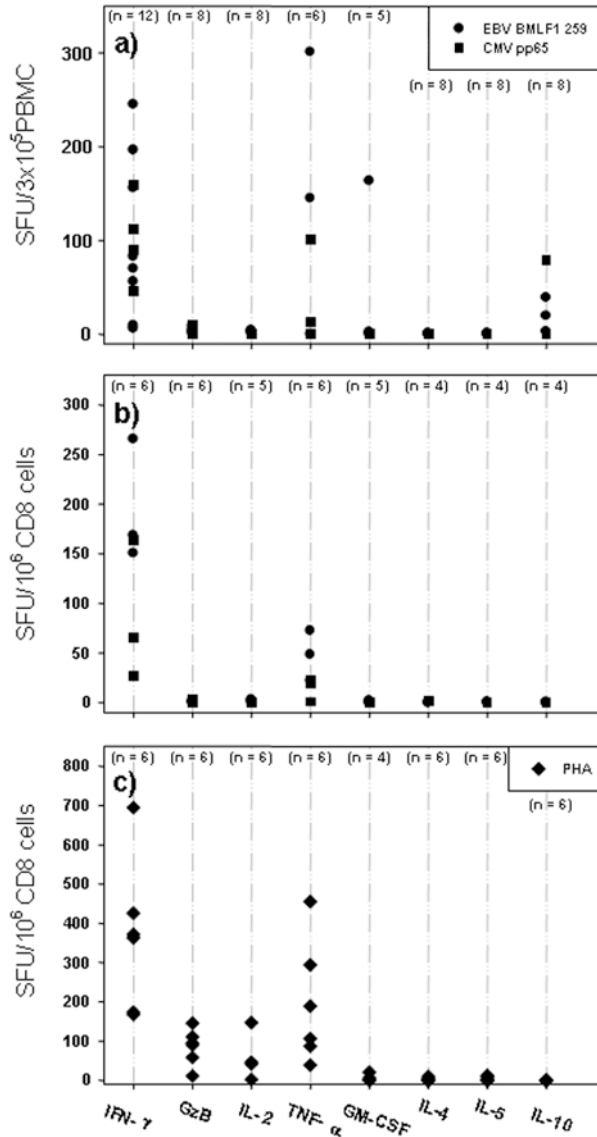 (n = 12) (n = 8) (n = 8) (n =6) (n = 5)
a)
EBV BMLF1 259
CMV pp65
(n = 8) (n = 8) (n = 8)
300
200
100
0
SFU/3x10⁵PBMC
(n = 6) (n = 6) (n = 5) (n = 6) (n = 5) (n = 4) (n = 4) (n = 4)
b)
300
250
200
150
100
50
0
SFU/10⁶ CD8 cells
(n = 6) (n = 6) (n = 6) (n = 6) (n = 4) (n = 6) (n = 6)
c)
PHA
(n = 6)
800
700
600
500
400
300
200
100
0
SFU/10⁶ CD8 cells
IFN-γ GzB IL-2 TNF-α GM-CSF IL-4 IL-5 IL-10